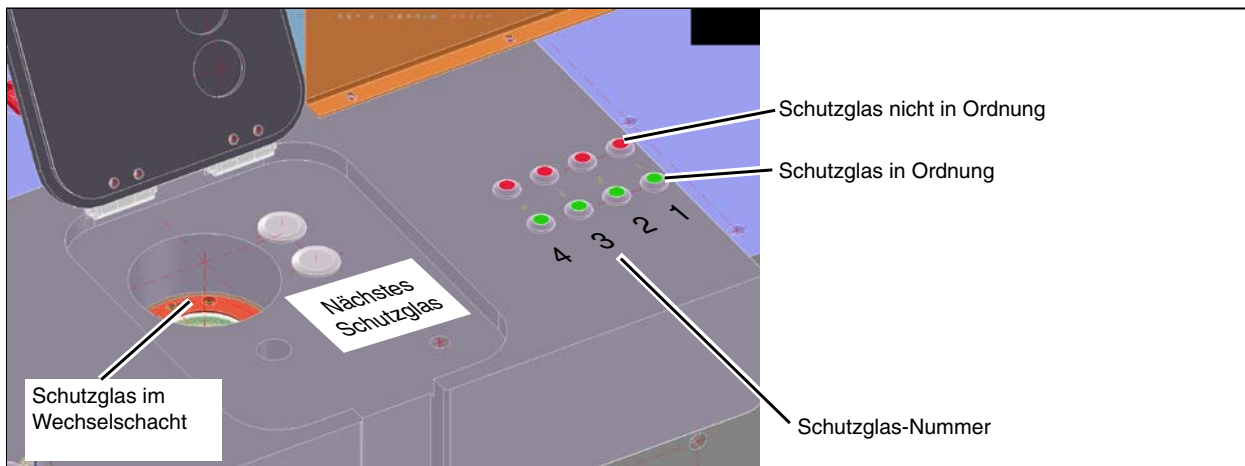 Schutzglas nicht in Ordnung
Schutzglas in Ordnung
4 3 2 1
Nächstes
Schutzglas
Schutzglas im
Wechselschacht
Schutzglas-Nummer